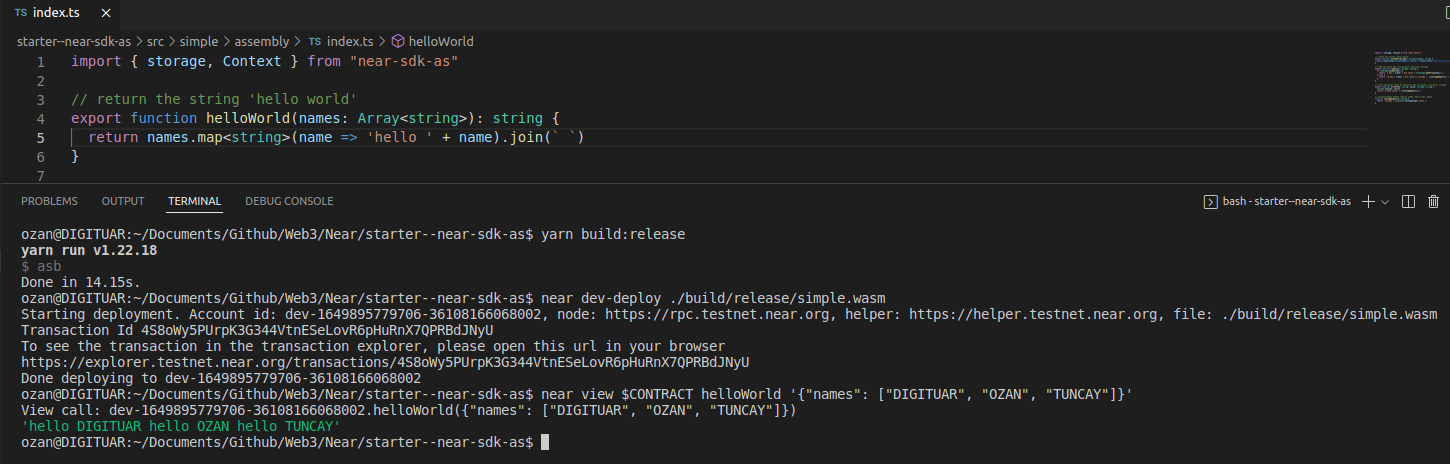 TS index.ts ×
starter--near-sdk-as > src > simple > assembly > TS index.ts > helloWorld
1 import { storage, Context } from "near-sdk-as"
2
3 // return the string 'hello world'
4 export function helloWorld(names: Array<string>): string {
5 return names.map<string>(name => 'hello ' + name).join(` `)
6 }
7
PROBLEMS OUTPUT TERMINAL DEBUG CONSOLE bash - starter--near-sdk-as
ozan@DIGITUAR:~/Documents/Github/Web3/Near/starter--near-sdk-as$ yarn build:release
yarn run v1.22.18
$ asb
Done in 14.15s.
ozan@DIGITUAR:~/Documents/Github/Web3/Near/starter--near-sdk-as$ near dev-deploy ./build/release/simple.wasm
Starting deployment. Account id: dev-1649895779706-36108166068002, node: https://rpc.testnet.near.org, helper: https://helper.testnet.near.org, file: ./build/release/simple.wasm
Transaction Id 4S8oWy5PUrpK3G344VtnESeLovR6pHuRnX7QPRBdJNyU
To see the transaction in the transaction explorer, please open this url in your browser
https://explorer.testnet.near.org/transactions/4S8oWy5PUrpK3G344VtnESeLovR6pHuRnX7QPRBdJNyU
Done deploying to dev-1649895779706-36108166068002
ozan@DIGITUAR:~/Documents/Github/Web3/Near/starter--near-sdk-as$ near view $CONTRACT helloWorld '{"names": ["DIGITUAR", "OZAN", "TUNCAY"]}'
View call: dev-1649895779706-36108166068002.helloWorld({"names": ["DIGITUAR", "OZAN", "TUNCAY"]})
'hello DIGITUAR hello OZAN hello TUNCAY'
ozan@DIGITUAR:~/Documents/Github/Web3/Near/starter--near-sdk-as$